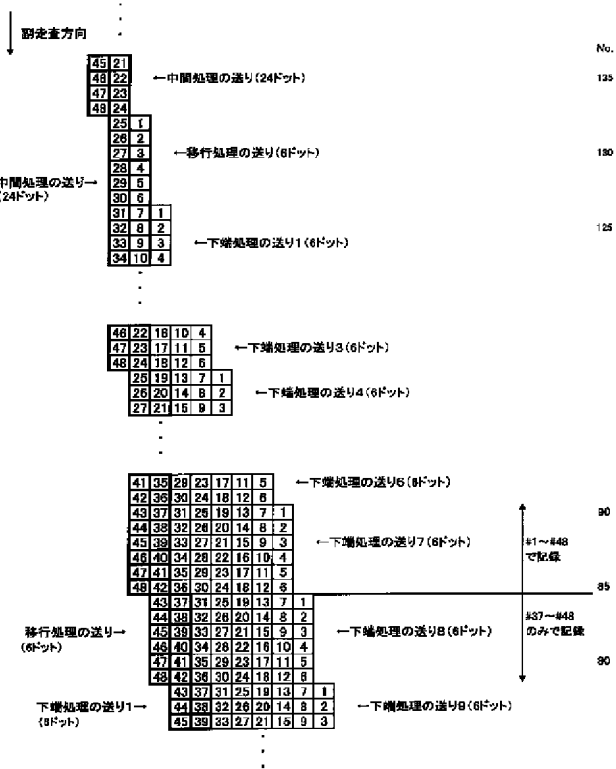 副走査方向
No.
45 21
46 22 ←中間処理の送り(24ドット) 135
47 23
48 24
25 1
26 2
27 3 ←移行処理の送り(6ドット) 130
28 4
中間処理の送り→ 29 5
(24ドット) 30 6
31 7 1
32 8 2 125
33 9 3 ←下端処理の送り1(6ドット)
34 10 4
46 22 16 10 4
47 23 17 11 5 ←下端処理の送り3(6ドット)
48 24 18 12 6
25 19 13 7 1
26 20 14 8 2 ←下端処理の送り4(6ドット)
27 21 15 9 3
41 35 29 23 17 11 5 ←下端処理の送り6(6ドット)
42 36 30 24 18 12 6
43 37 31 25 19 13 7 1 90
44 38 32 26 20 14 8 2
45 39 33 27 21 15 9 3 ←下端処理の送り7(6ドット) #1～#48
46 40 34 28 22 16 10 4 で記録
47 41 35 29 23 17 11 5
48 42 36 30 24 18 12 6 85
43 37 31 25 19 13 7 1
44 38 32 26 20 14 8 2 #37～#48
移行処理の送り→ 45 39 33 27 21 15 9 3 ←下端処理の送り8(6ドット) のみで記録
(6ドット) 46 40 34 28 22 16 10 4
47 41 35 29 23 17 11 5 80
48 42 36 30 24 18 12 6
43 37 31 25 19 13 7 1
下端処理の送り1→ 44 38 32 26 20 14 8 2 ←下端処理の送り9(6ドット)
(6ドット) 45 39 33 27 21 15 9 3